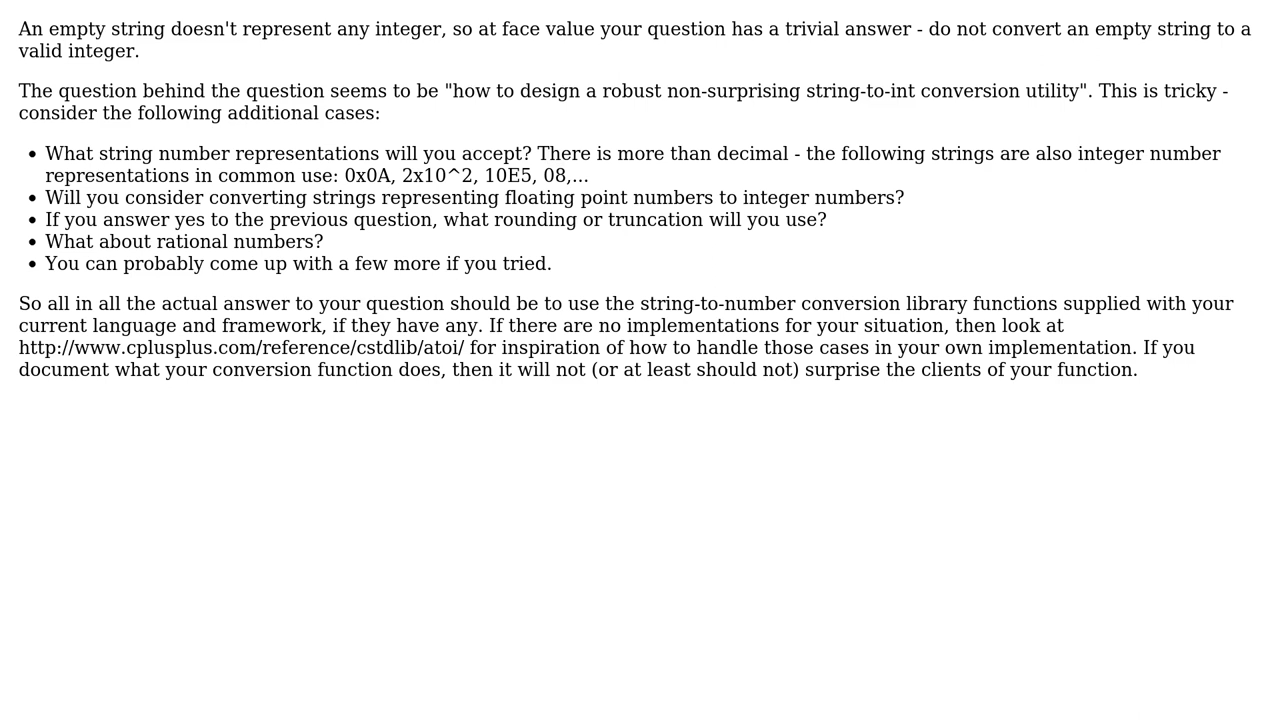 An empty string doesn't represent any integer, so at face value your question has a trivial answer - do not convert an empty string to a
valid integer.
The question behind the question seems to be "how to design a robust non-surprising string-to-int conversion utility". This is tricky -
consider the following additional cases:
• What string number representations will you accept? There is more than decimal - the following strings are also integer number
representations in common use: 0x0A, 2x10^2, 10E5, 08,...
• Will you consider converting strings representing floating point numbers to integer numbers?
• If you answer yes to the previous question, what rounding or truncation will you use?
• What about rational numbers?
• You can probably come up with a few more if you tried.
So all in all the actual answer to your question should be to use the string-to-number conversion library functions supplied with your
current language and framework, if they have any. If there are no implementations for your situation, then look at
http://www.cplusplus.com/reference/cstdlib/atoi/ for inspiration of how to handle those cases in your own implementation. If you
document what your conversion function does, then it will not (or at least should not) surprise the clients of your function.